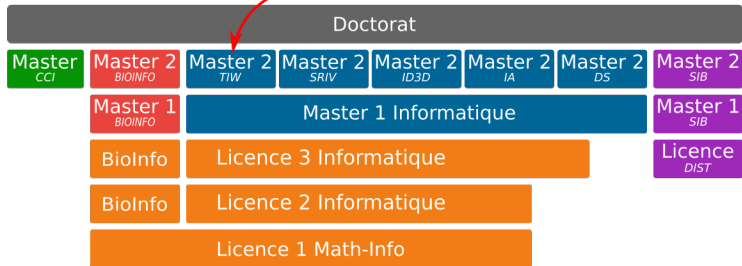 Doctorat
Master
CCI
Master 2
BIOINFO
Master 2
TIW
Master 2
SRIV
Master 2
ID3D
Master 2
IA
Master 2
DS
Master 2
SIB
Master 1
BIOINFO
Master 1 Informatique
Master 1
SIB
BioInfo
Licence 3 Informatique
Licence
DIST
BioInfo
Licence 2 Informatique
Licence 1 Math-Info